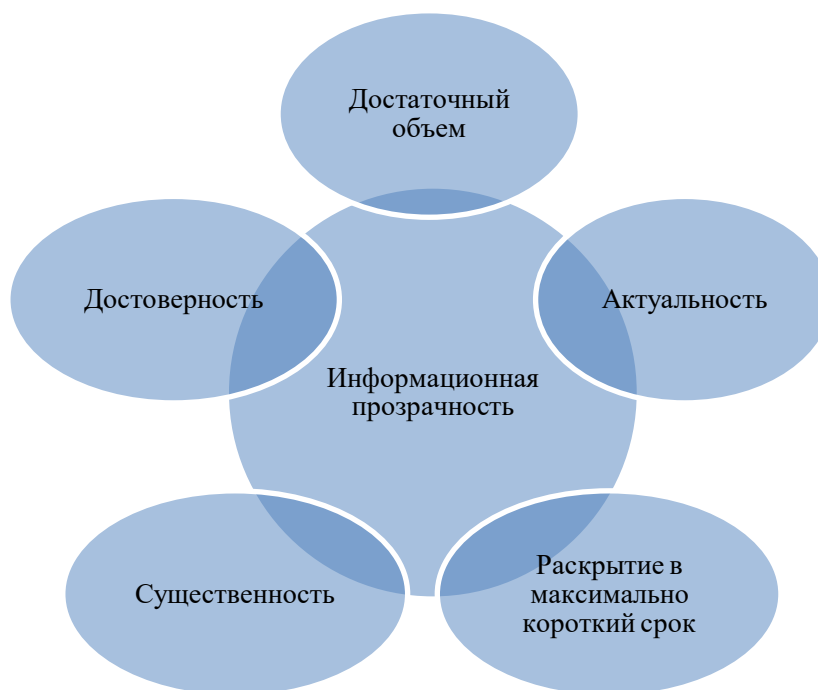 Достаточный
объем
Достоверность
Актуальность
Информационная
прозрачность
Существенность
Раскрытие в
максимально
короткий срок